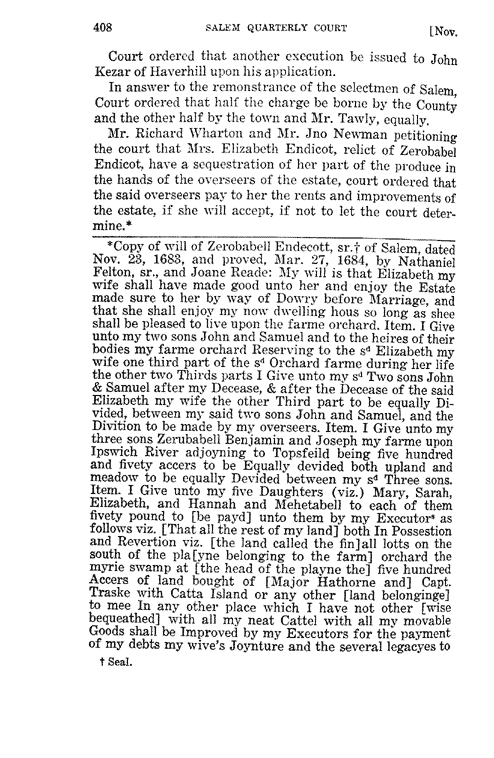 408 SALEM QUARTERLY COURT [Nov.
Court ordered that another execution be issued to John
Kezar of Haverhill upon his application.
In answer to the remonstrance of the selectmen of Salem,
Court ordered that half the charge be borne by the County
and the other half by the town and Mr. Tawly, equally.
Mr. Richard Wharton and Mr. Jno Newman petitioning
the court that Mrs. Elizabeth Endicot, relict of Zerobabel
Endicot, have a sequestration of her part of the produce in
the hands of the overseers of the estate, court ordered that
the said overseers pay to her the rents and improvements of
the estate, if she will accept, if not to let the court deter-
mine.*
*Copy of will of Zerobabell Endecott, sr.† of Salem, dated
Nov. 23, 1683, and proved, Mar. 27, 1684, by Nathaniel
Felton, sr., and Joane Reade: My will is that Elizabeth my
wife shall have made good unto her and enjoy the Estate
made sure to her by way of Dowry before Marriage, and
that she shall enjoy my now dwelling hous so long as shee
shall be pleased to live upon the farme orchard. Item. I Give
unto my two sons John and Samuel and to the heires of their
bodies my farme orchard Reserving to the sᵈ Elizabeth my
wife one third part of the sᵈ Orchard farme during her life
the other two Thirds parts I Give unto my sᵈ Two sons John
& Samuel after my Decease, & after the Decease of the said
Elizabeth my wife the other Third part to be equally Di-
vided, between my said two sons John and Samuel, and the
Divition to be made by my overseers. Item. I Give unto my
three sons Zerubabell Benjamin and Joseph my farme upon
Ipswich River adjoyning to Topsfeild being five hundred
and fivety accers to be Equally devided both upland and
meadow to be equally Devided between my sᵈ Three sons.
Item. I Give unto my five Daughters (viz.) Mary, Sarah,
Elizabeth, and Hannah and Mehetabell to each of them
fivety pound to [be payd] unto them by my Executorˢ as
follows viz. [That all the rest of my land] both In Possestion
and Revertion viz. [the land called the fin]all lotts on the
south of the pla[yne belonging to the farm] orchard the
myrie swamp at [the head of the playne the] five hundred
Accers of land bought of [Major Hathorne and] Capt.
Traske with Catta Island or any other [land belonginge]
to mee In any other place which I have not other [wise
bequeathed] with all my neat Cattel with all my movable
Goods shall be Improved by my Executors for the payment
of my debts my wive's Joynture and the several legacyes to
† Seal.